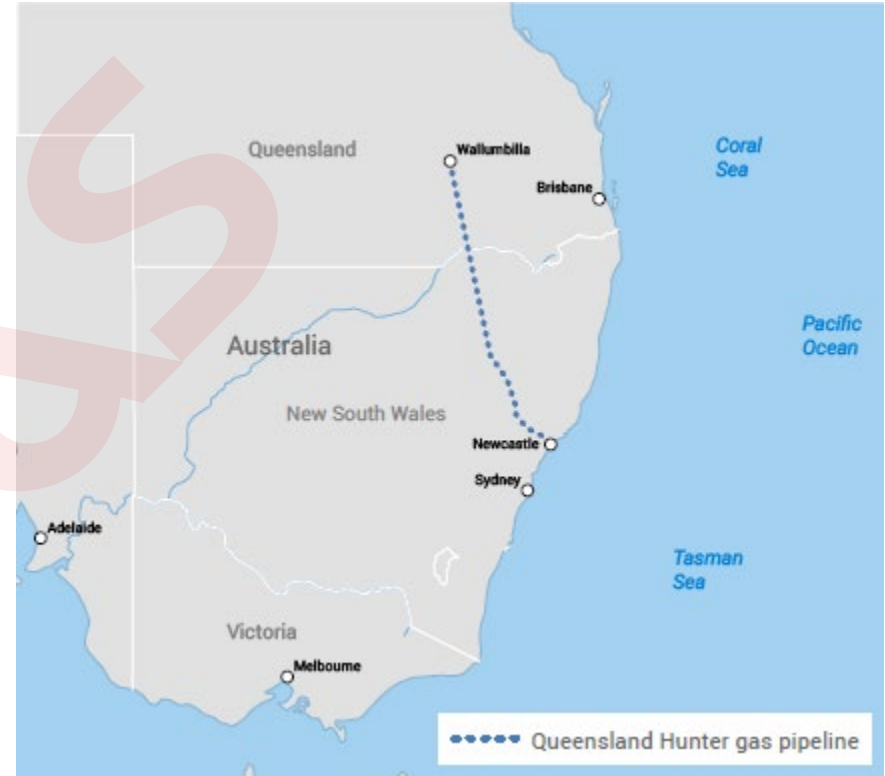 Queensland
Wallumbilla
Coral
Sea
Brisbane
Pacific
Ocean
Australia
New South Wales
Newcastle
Sydney
Adelaide
Tasman
Sea
Victoria
Melbourne
Queensland Hunter gas pipeline